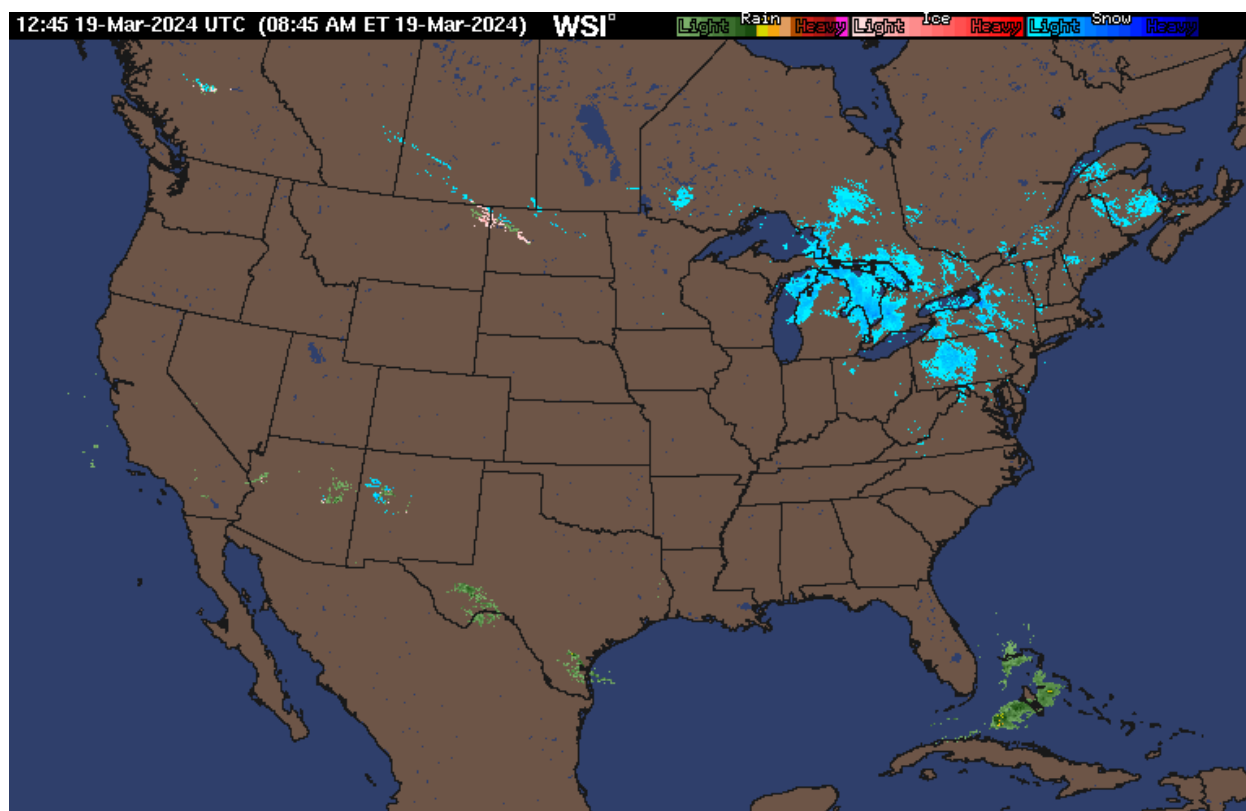 12:45 19-Mar-2024 UTC (08:45 AM ET 19-Mar-2024) WSI
Rain Ice Snow
Light Heavy Light Heavy Light Heavy